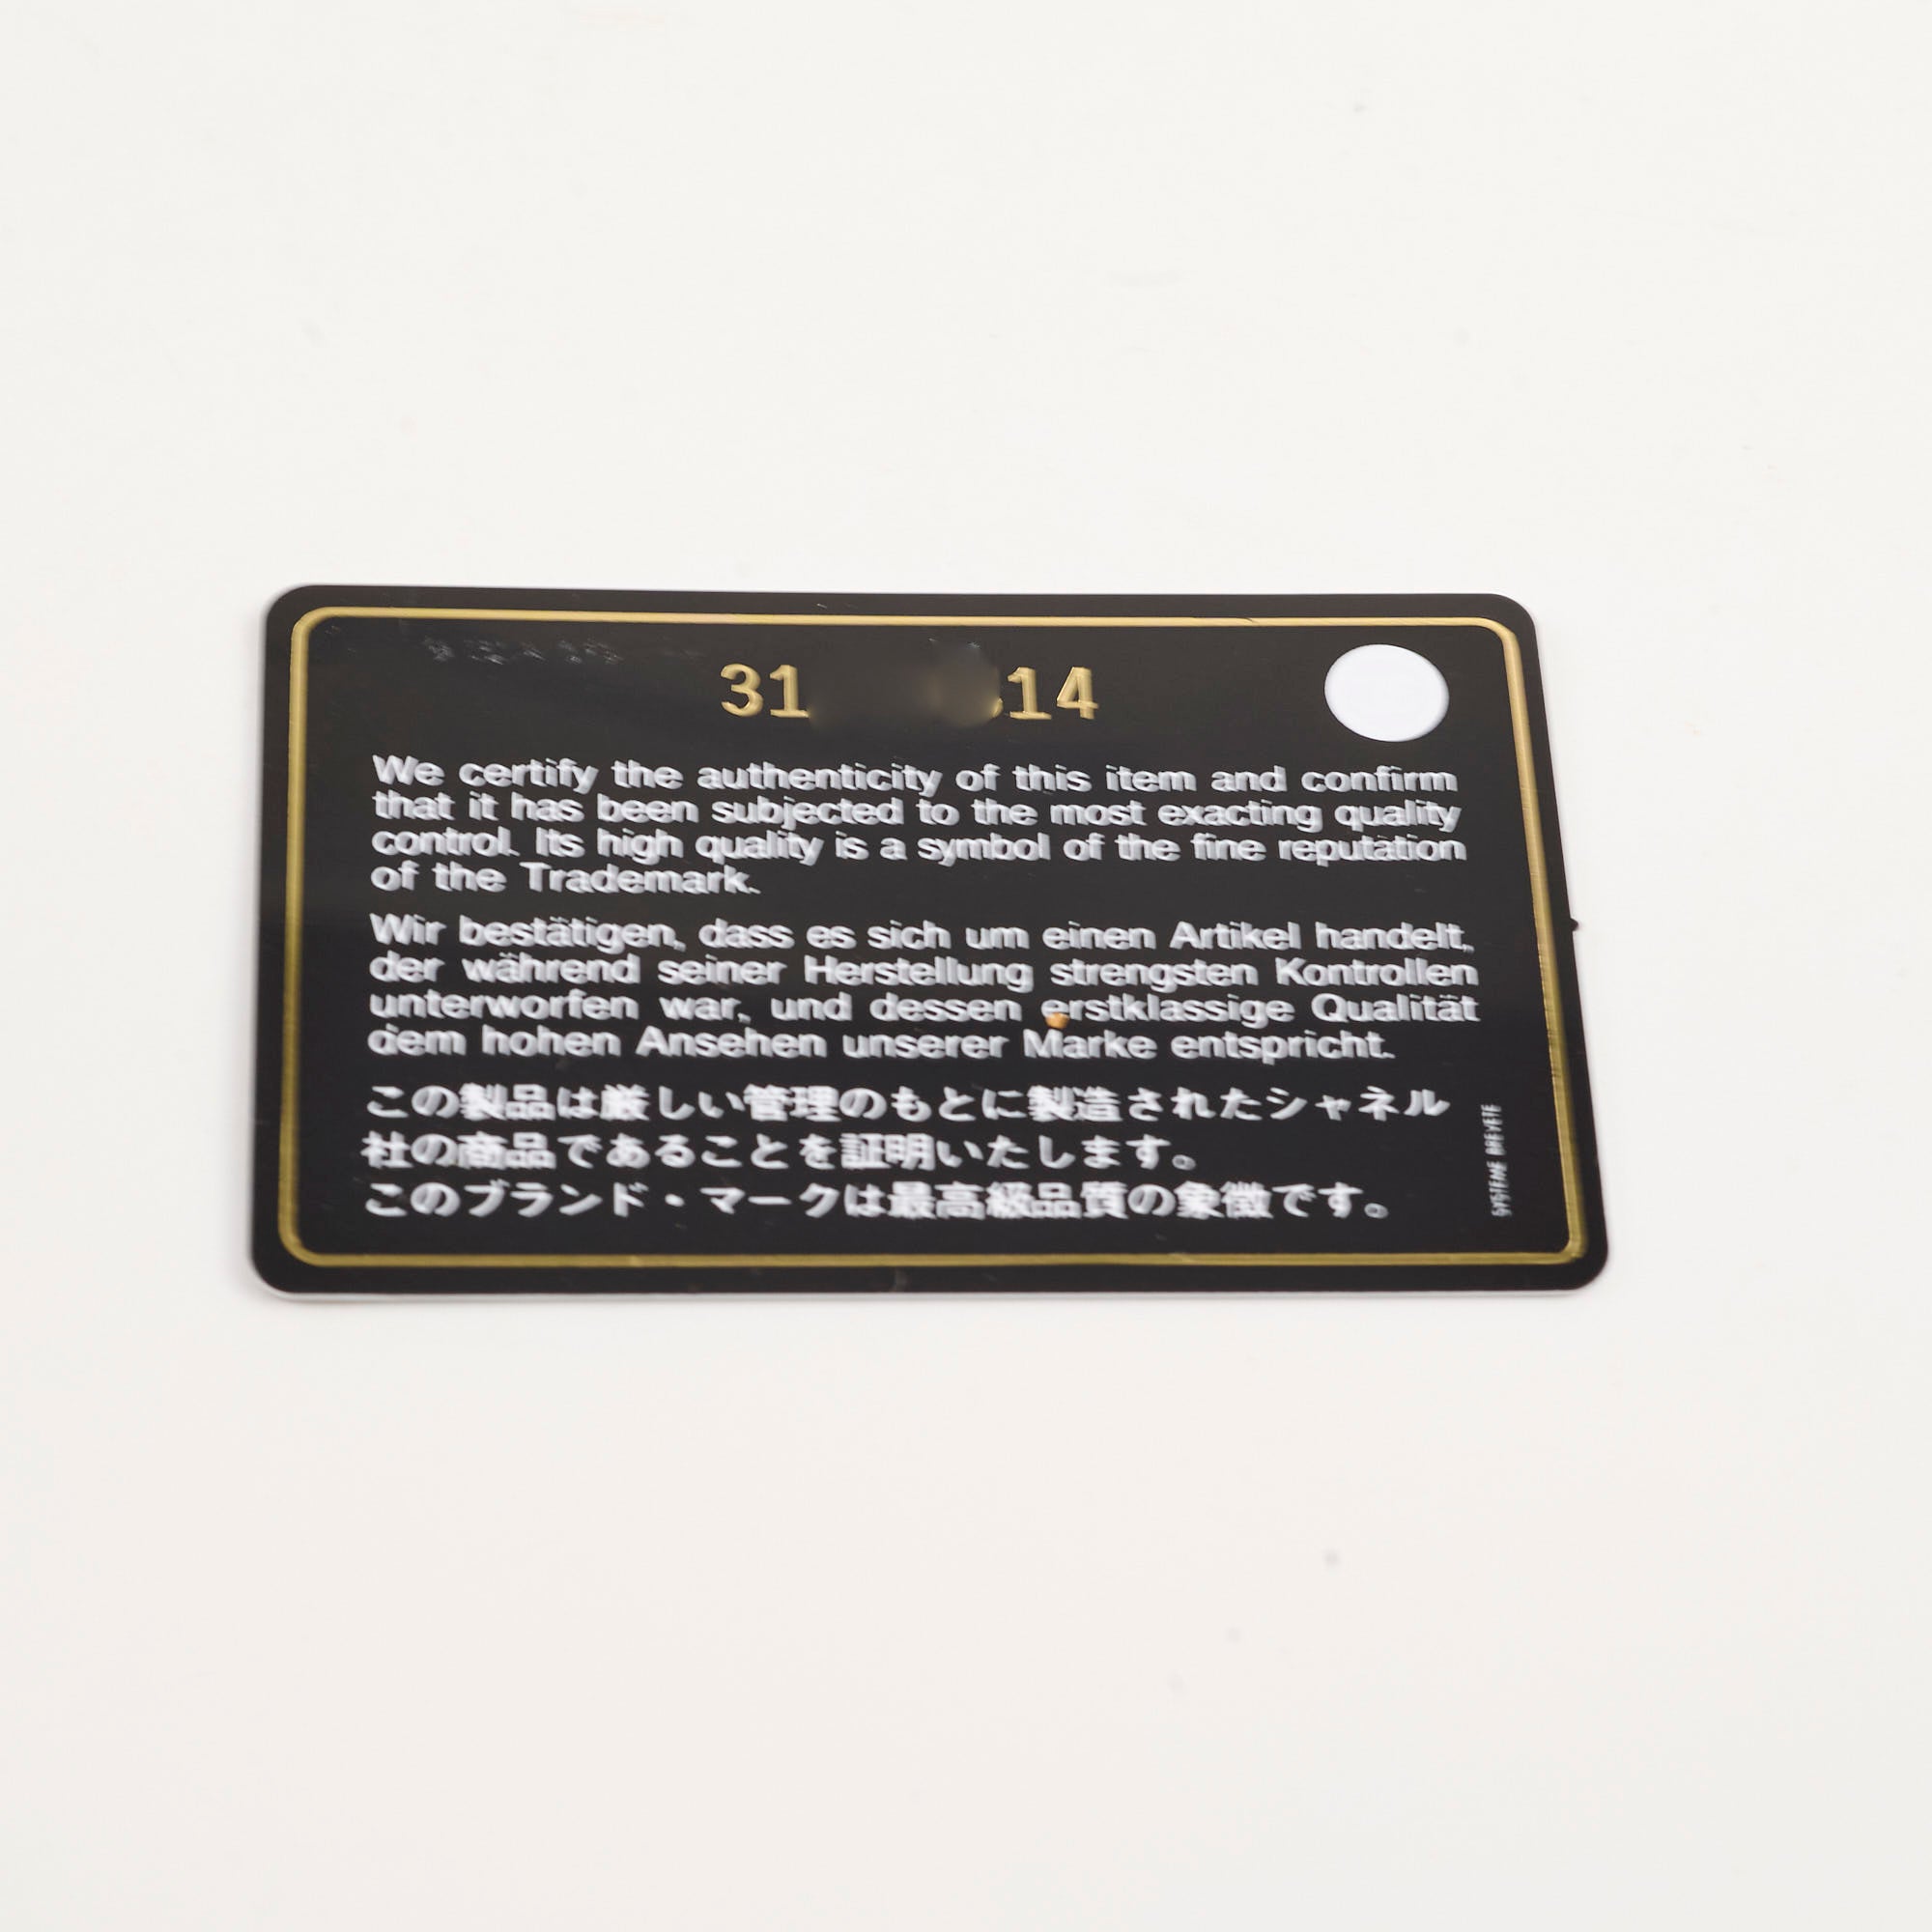 31 14
We certify the authenticity of this item and confirm
that it has been subjected to the most exacting quality
control. Its high quality is a symbol of the fine reputation
of the Trademark.
Wir bestätigen, dass es sich um einen Artikel handelt,
der während seiner Herstellung strengsten Kontrollen
unterworfen war, und dessen erstklassige Qualität
dem hohen Ansehen unserer Marke entspricht.
この製品は厳しい管理のもとに製造されたシャネル
社の商品であることを証明いたします。
このブランド・マークは最高級品質の象徴です。
SYSTEME BREVETE